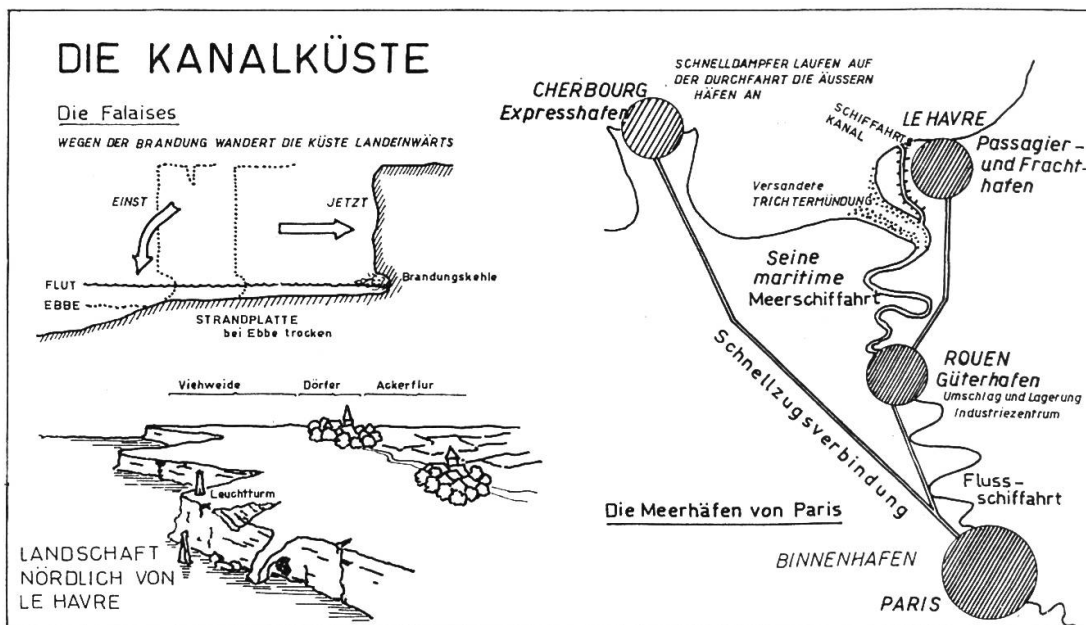 DIE KANALKÜSTE
Die Falaises
WEGEN DER BRANDUNG WANDERT DIE KÜSTE LANDEINWÄRTS
EINST
JETZT
FLUT
EBBE
Brandungskehle
STRANDPLATTE
bei Ebbe trocken
Viehweide
Dörfer
Ackerflur
Leuchtturm
LANDSCHAFT
NÖRDLICH VON
LE HAVRE
SCHNELLDAMPFER LAUFEN AUF
DER DURCHFAHRT DIE ÄUSSERN
HÄFEN AN
CHERBOURG
Expresshafen
SCHIFFAHRT
KANAL
LE HAVRE
Passagier-
und Fracht-
hafen
Versandete
TRICHTERMÜNDUNG
Seine
maritime
Meerschiffahrt
ROUEN
Güterhafen
Umschlag und Lagerung
Industriezentrum
Schnellzugsverbindung
Fluss-
schiffahrt
Die Meerhäfen von Paris
BINNENHAFEN
PARIS